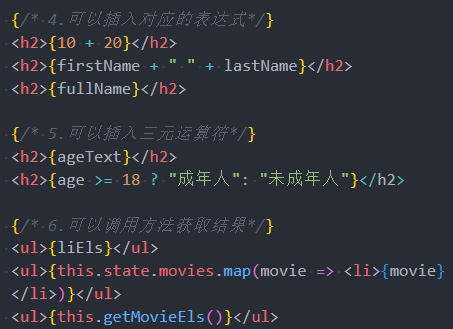 {/* 4.可以插入对应的表达式*/}
<h2>{10 + 20}</h2>
<h2>{firstName + " " + lastName}</h2>
<h2>{fullName}</h2>
{/* 5.可以插入三元运算符*/}
<h2>{ageText}</h2>
<h2>{age >= 18 ? "成年人": "未成年人"}</h2>
{/* 6.可以调用方法获取结果*/}
<ul>{liEls}</ul>
<ul>{this.state.movies.map(movie => <li>{movie}
</li>)}</ul>
<ul>{this.getMovieEls()}</ul>